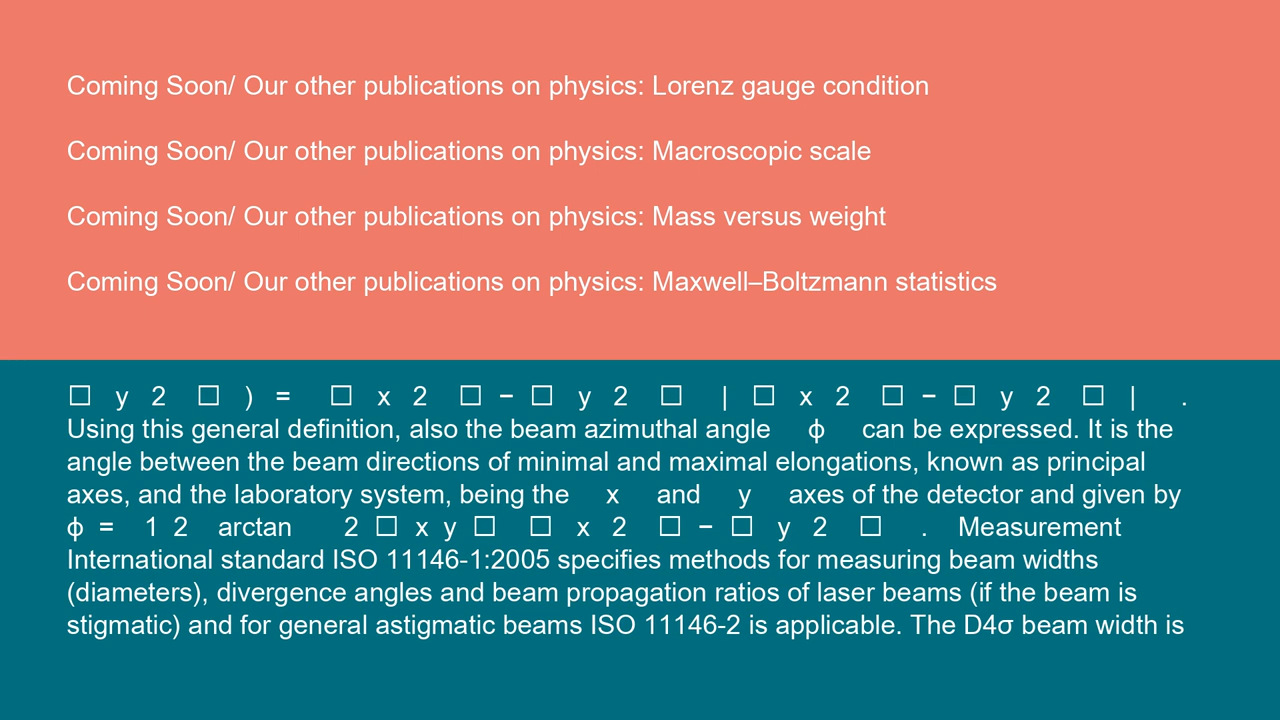 Coming Soon/ Our other publications on physics: Lorenz gauge condition
Coming Soon/ Our other publications on physics: Macroscopic scale
Coming Soon/ Our other publications on physics: Mass versus weight
Coming Soon/ Our other publications on physics: Maxwell–Boltzmann statistics
□ y 2 □ ) = □ x 2 □ − □ y 2 □ | □ x 2 □ − □ y 2 □ | .
Using this general definition, also the beam azimuthal angle ϕ can be expressed. It is the
angle between the beam directions of minimal and maximal elongations, known as principal
axes, and the laboratory system, being the x and y axes of the detector and given by
ϕ = 1 2 arctan 2 □ x y □ □ x 2 □ − □ y 2 □ . Measurement
International standard ISO 11146-1:2005 specifies methods for measuring beam widths
(diameters), divergence angles and beam propagation ratios of laser beams (if the beam is
stigmatic) and for general astigmatic beams ISO 11146-2 is applicable. The D4σ beam width is